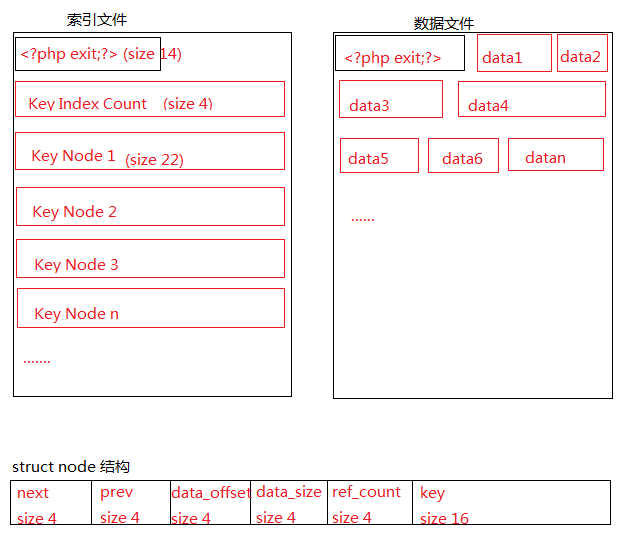 索引文件
<?php exit;?> (size 14)
Key Index Count (size 4)
Key Node 1 (size 22)
Key Node 2
Key Node 3
Key Node n
.......
数据文件
<?php exit;?> data1 data2
data3 data4
data5 data6 datan
......
struct node 结构
next prev data_offset data_size ref_count key
size 4 size 4 size 4 size 4 size 4 size 16